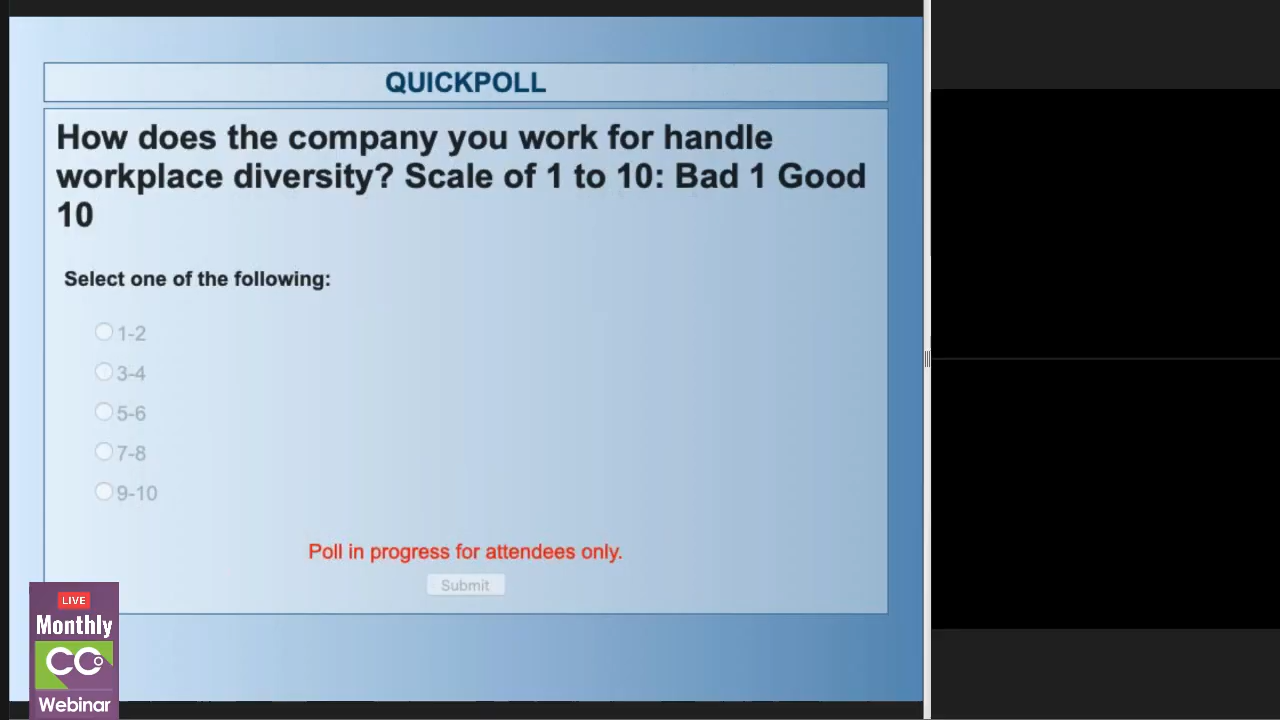 QUICKPOLL
How does the company you work for handle
workplace diversity? Scale of 1 to 10: Bad 1 Good
10
Select one of the following:
1-2
3-4
5-6
7-8
9-10
Poll in progress for attendees only.
Submit
LIVE
Monthly
CCo
Webinar